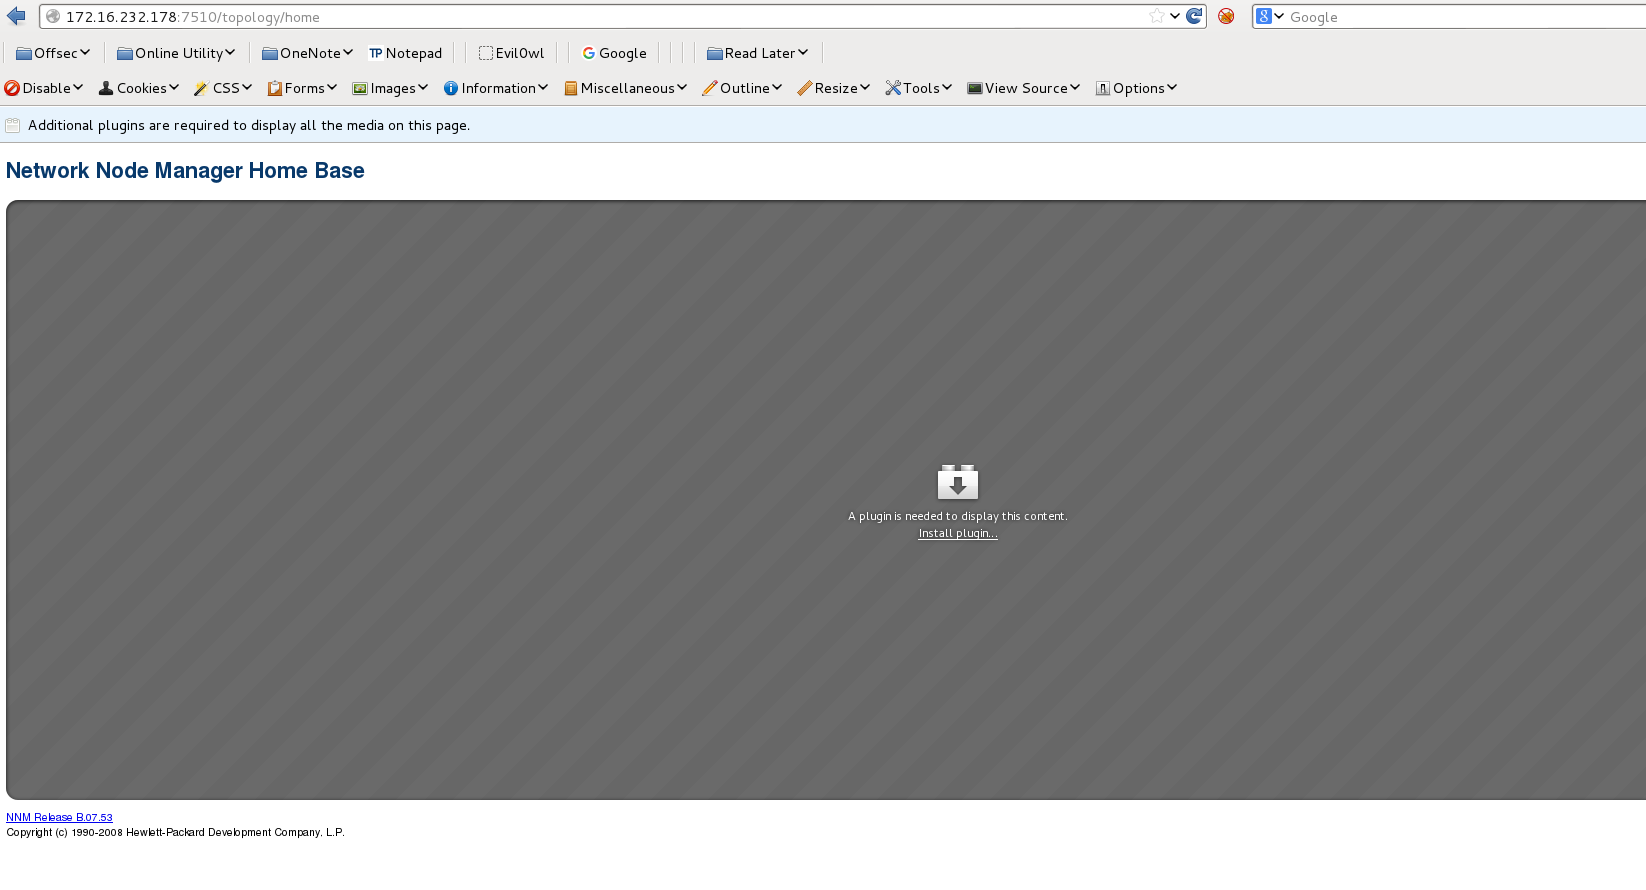 172.16.232.178:7510/topology/home Google
Offsec Online Utility OneNote TP Notepad Evil0wl Google Read Later
Disable Cookies CSS Forms Images Information Miscellaneous Outline Resize Tools View Source Options
Additional plugins are required to display all the media on this page.
Network Node Manager Home Base
A plugin is needed to display this content.
Install plugin...
NNM Release B.07.53
Copyright (c) 1990-2008 Hewlett-Packard Development Company, L.P.